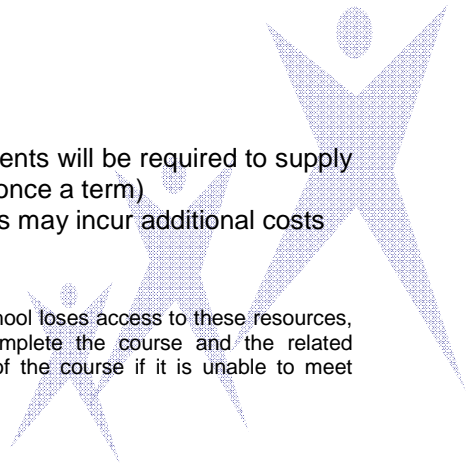 ents will be required to supply
once a term)
s may incur additional costs
hool loses access to these resources,
mplete the course and the related
of the course if it is unable to meet